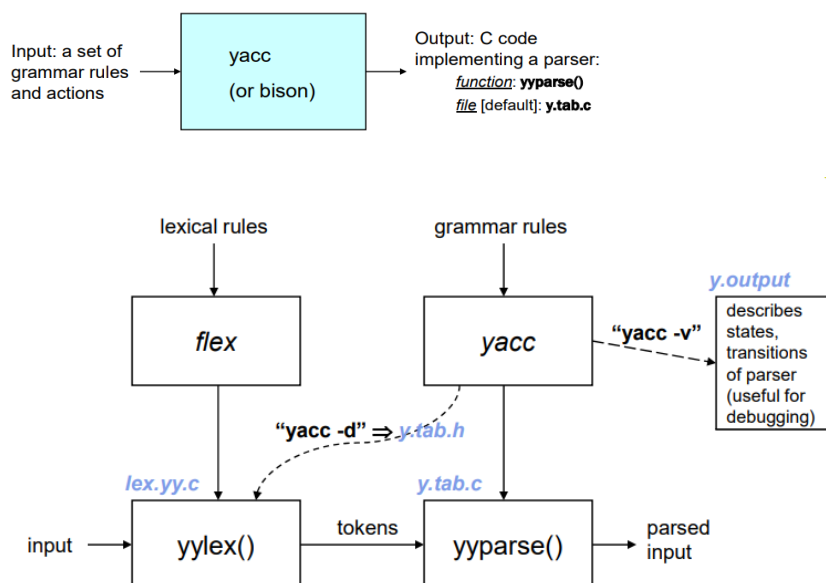 Input: a set of
grammar rules
and actions
yacc
(or bison)
Output: C code
implementing a parser:
function: yyparse()
file [default]: y.tab.c
lexical rules
grammar rules
flex
yacc
"yacc -v"
y.output
describes
states,
transitions
of parser
(useful for
debugging)
"yacc -d" ⇒ y.tab.h
lex.yy.c
y.tab.c
input
yylex()
tokens
yyparse()
parsed
input